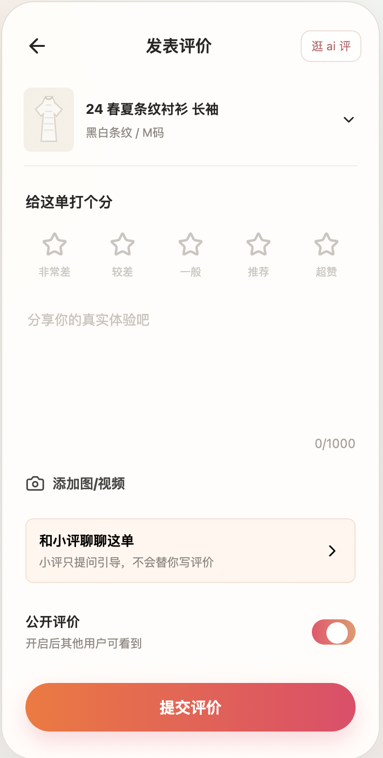 发表评价
逛 ai 评
24 春夏条纹衬衫 长袖
黑白条纹 / M码
给这单打个分
非常差
较差
一般
推荐
超赞
分享你的真实体验吧
0/1000
添加图/视频
和小评聊聊这单
小评只提问引导，不会替你写评价
公开评价
开启后其他用户可看到
提交评价